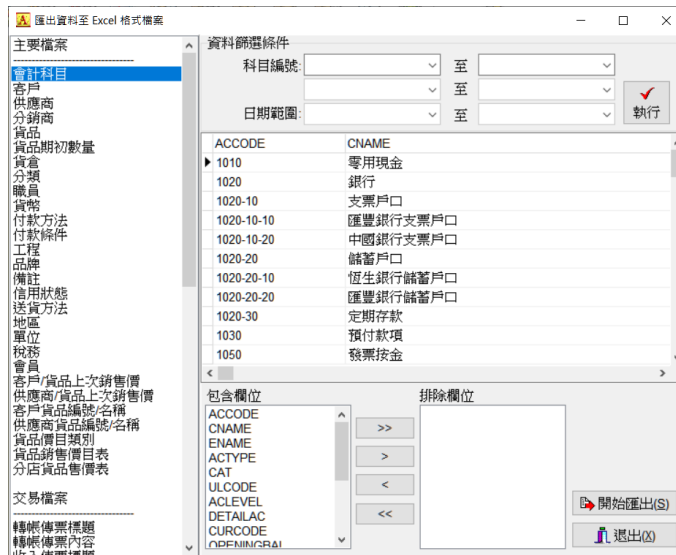 匯出資料至 Excel 格式檔案
主要檔案
會計科目
客戶
供應商
分銷商
貨品
貨品期初數量
貨倉
分類
職員
貨幣
付款方法
付款條件
工程
品牌
備註
信用狀態
送貨方法
地區
單位
稅務
會員
客戶/貨品上次銷售價
供應商/貨品上次銷售價
客戶貨品編號/名稱
供應商貨品編號/名稱
貨品價目類別
貨品銷售價目表
分店貨品售價表
交易檔案
轉帳傳票標題
轉帳傳票內容
資料篩選條件
科目編號: 至
至
日期範圍: 至
執行
ACCODE CNAME
1010 零用現金
1020 銀行
1020-10 支票戶口
1020-10-10 匯豐銀行支票戶口
1020-10-20 中國銀行支票戶口
1020-20 儲蓄戶口
1020-20-10 恆生銀行儲蓄戶口
1020-20-20 匯豐銀行儲蓄戶口
1020-30 定期存款
1030 預付款項
1050 發票按金
包含欄位
ACCODE
CNAME
ENAME
ACTYPE
CAT
ULCODE
ACLEVEL
DETAILAC
CURCODE
OPENINGBAL
>>
>
<
<<
排除欄位
開始匯出(S)
退出(X)